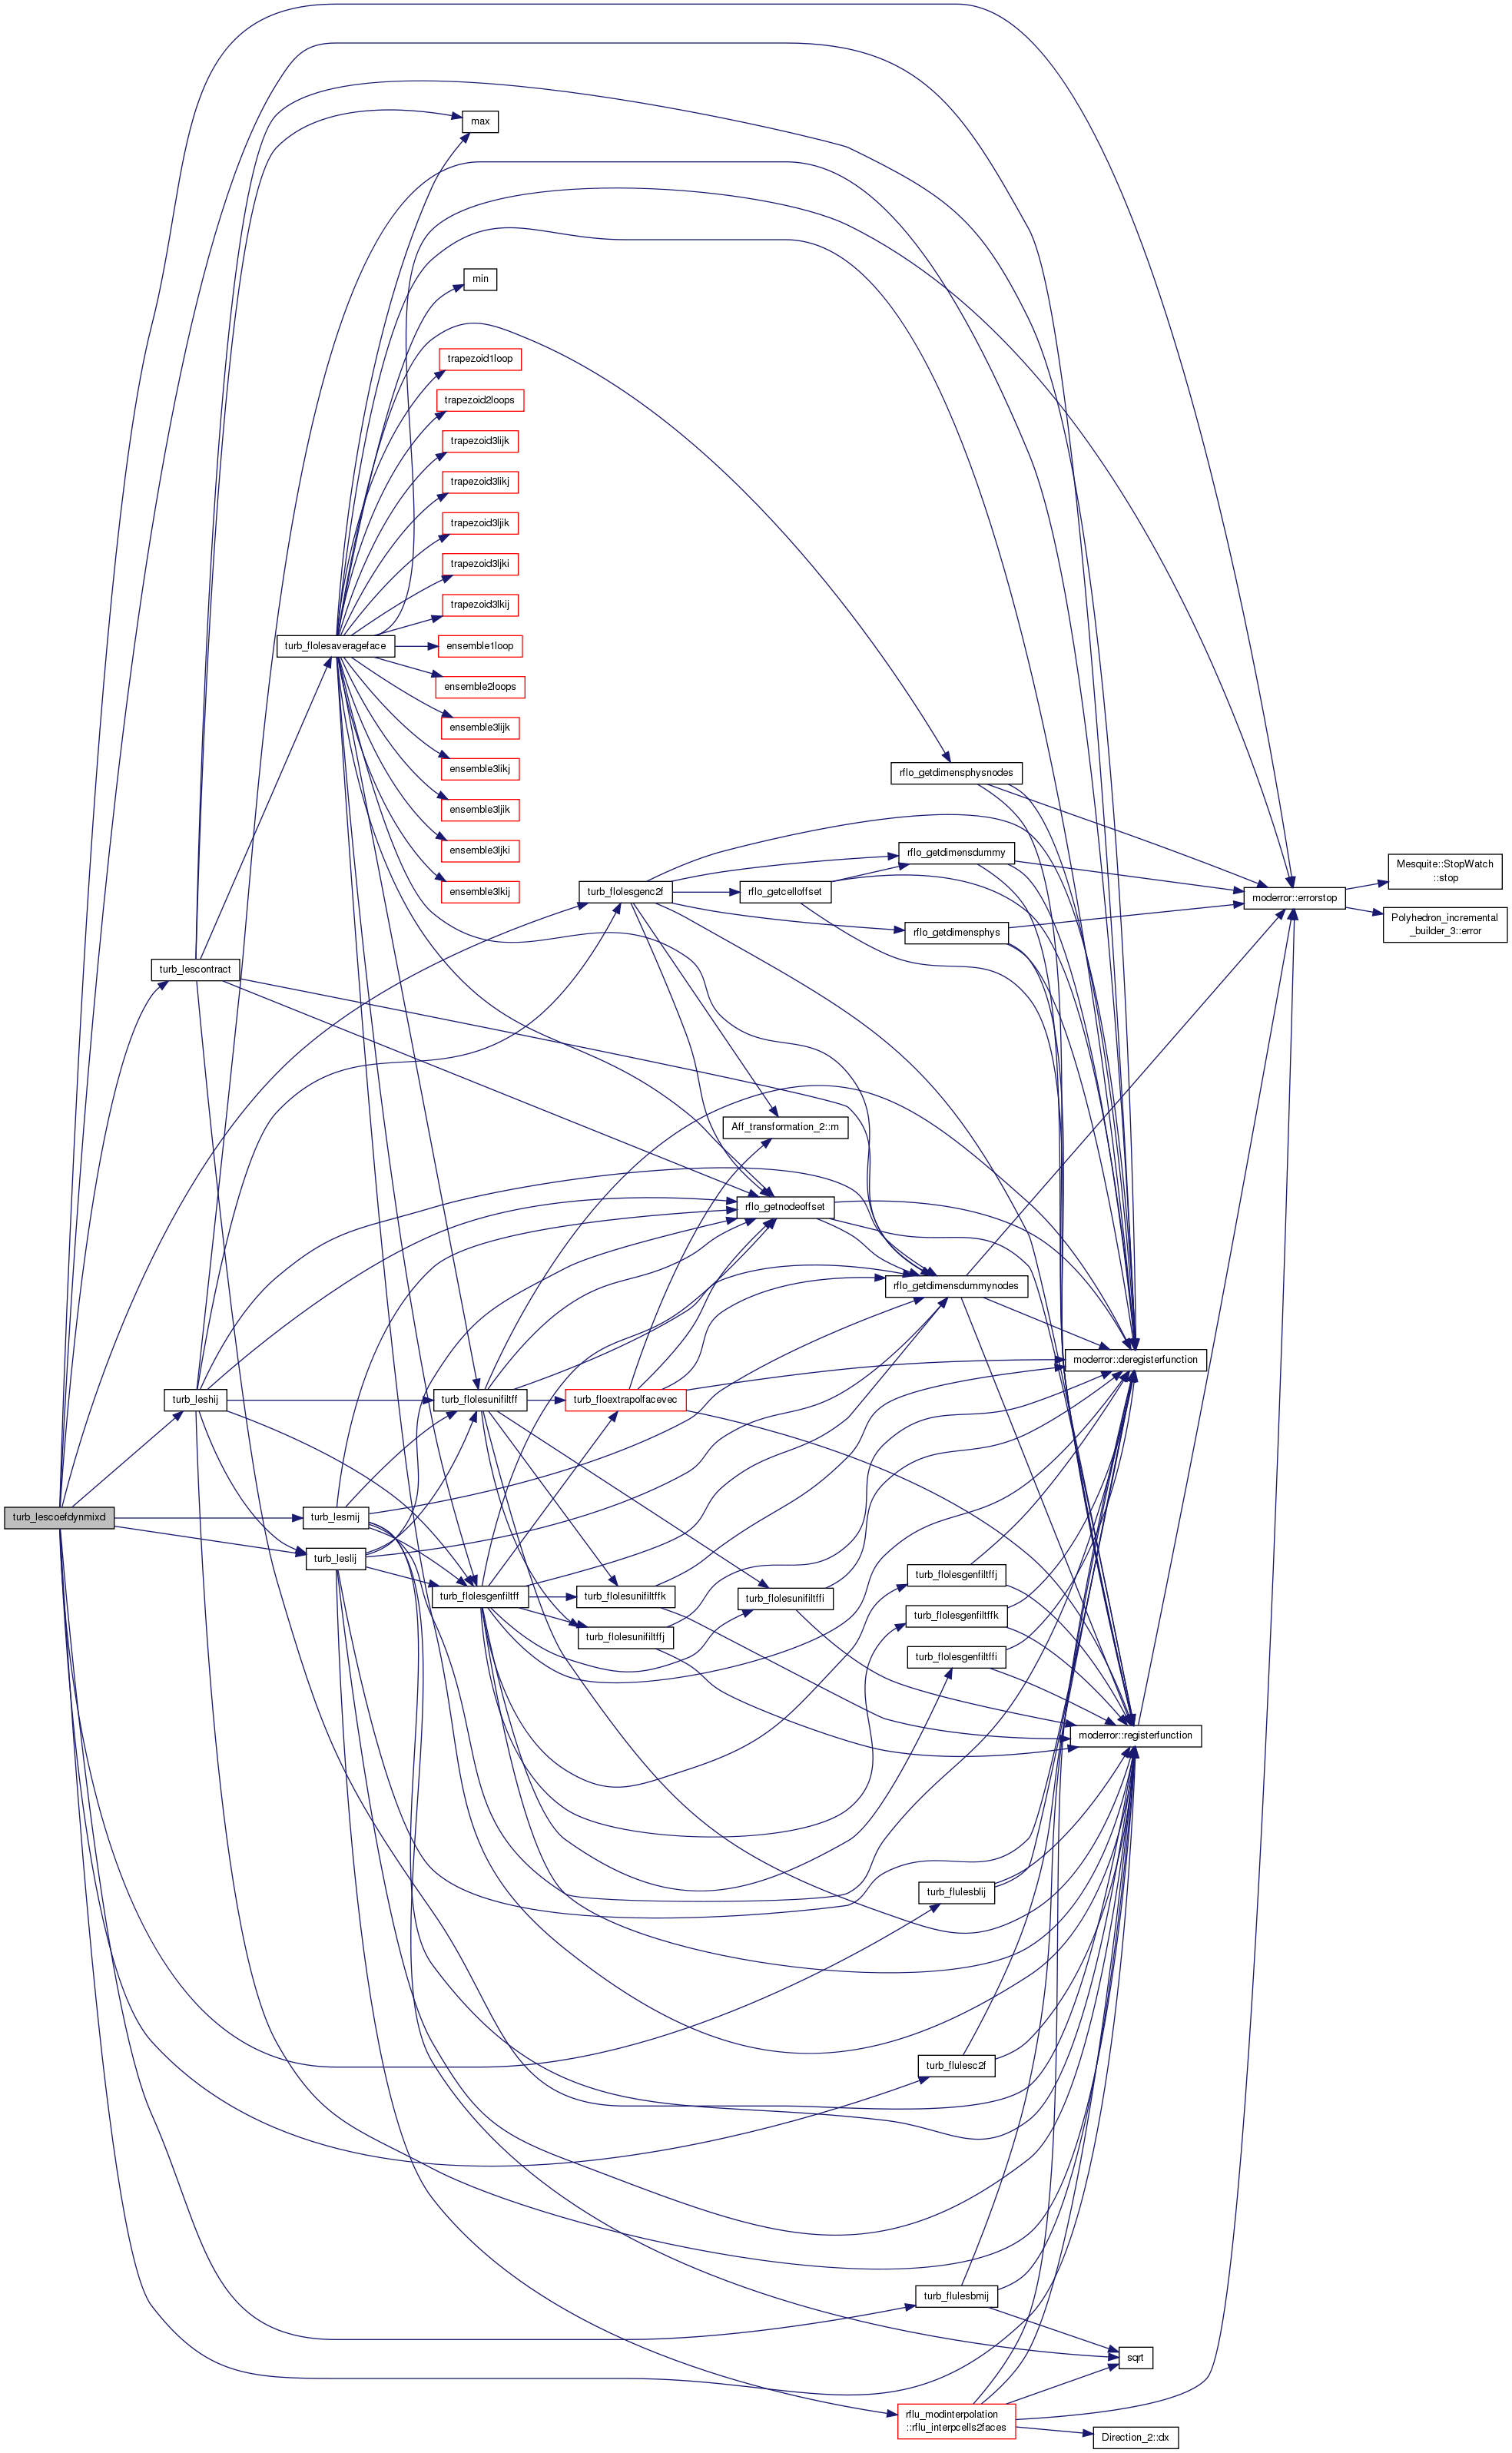 max
min
trapezoid1loop
trapezoid2loops
trapezoid3lijk
trapezoid3likj
trapezoid3ljik
trapezoid3ljki
trapezoid3lkij
turb_flolesaverageface
ensemble1loop
ensemble2loops
ensemble3lijk
ensemble3likj
ensemble3ljik
ensemble3ljki
ensemble3lkij
rflo_getdimensphysnodes
rflo_getdimensdummy
turb_flolesgenc2f
rflo_getcelloffset
rflo_getdimensphys
moderror::errorstop
Mesquite::StopWatch
::stop
Polyhedron_incremental
_builder_3::error
turb_lescontract
Aff_transformation_2::m
rflo_getnodeoffset
rflo_getdimensdummynodes
moderror::deregisterfunction
turb_leshij
turb_flolesunifiltff
turb_floextrapolfacevec
turb_lescoefdynmixd
turb_lesmij
turb_leslij
turb_flolesgenfiltff
turb_flolesunifiltffk
turb_flolesunifiltffi
turb_flolesunifiltffj
turb_flolesgenfiltffj
turb_flolesgenfiltffk
turb_flolesgenfiltffi
moderror::registerfunction
turb_flulesblij
turb_flulesc2f
turb_flulesbmij
sqrt
rflu_modinterpolation
::rflu_interpcells2faces
Direction_2::dx